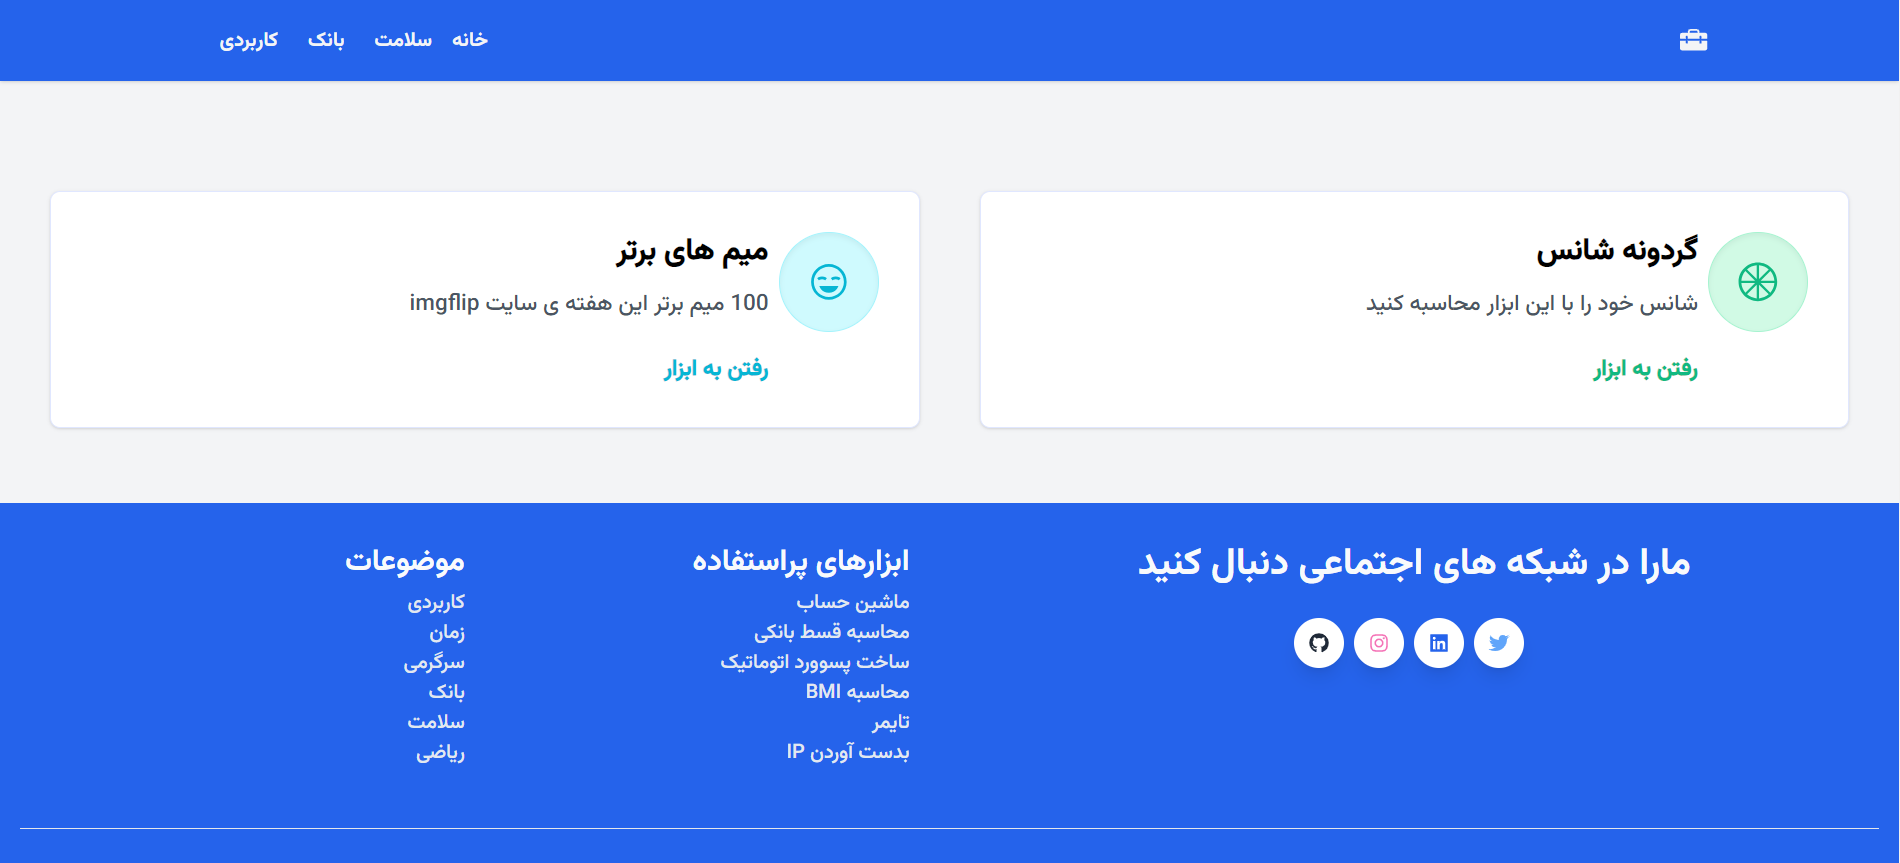 خانه
سلامت
بانک
کاربردی
گردونه شانس
شانس خود را با این ابزار محاسبه کنید
رفتن به ابزار
میم های برتر
100 میم برتر این هفته ی سایت imgflip
رفتن به ابزار
مارا در شبکه های اجتماعی دنبال کنید
ابزارهای پراستفاده
ماشین حساب
محاسبه قسط بانکی
ساخت پسوورد اتوماتیک
محاسبه BMI
تایمر
بدست آوردن IP
موضوعات
کاربردی
زمان
سرگرمی
بانک
سلامت
ریاضی